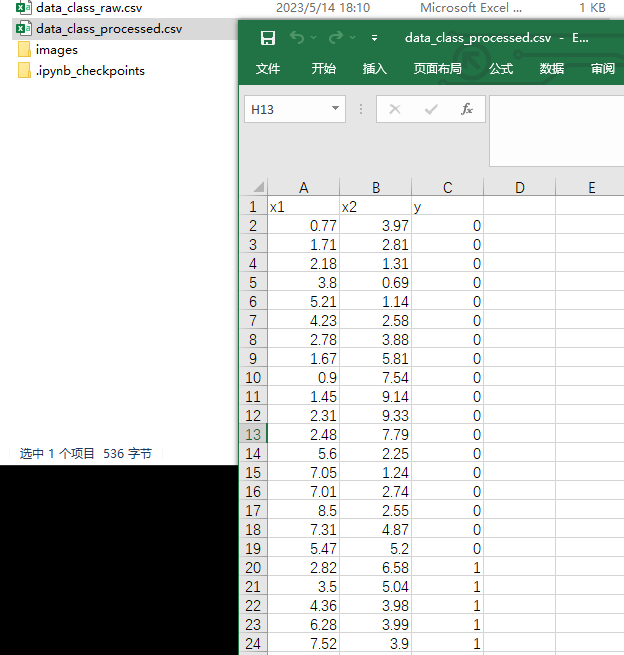 data_class_raw.csv 2023/5/14 18:10 Microsoft Excel ... 1 KB
data_class_processed.csv
images
.ipynb_checkpoints
选中 1 个项目 536 字节
data_class_processed.csv - E...
文件 开始 插入 页面布局 公式 数据 审阅
H13 fx
A B C D E
1 x1 x2 y
2 0.77 3.97 0
3 1.71 2.81 0
4 2.18 1.31 0
5 3.8 0.69 0
6 5.21 1.14 0
7 4.23 2.58 0
8 2.78 3.88 0
9 1.67 5.81 0
10 0.9 7.54 0
11 1.45 9.14 0
12 2.31 9.33 0
13 2.48 7.79 0
14 5.6 2.25 0
15 7.05 1.24 0
16 7.01 2.74 0
17 8.5 2.55 0
18 7.31 4.87 0
19 5.47 5.2 0
20 2.82 6.58 1
21 3.5 5.04 1
22 4.36 3.98 1
23 6.28 3.99 1
24 7.52 3.9 1